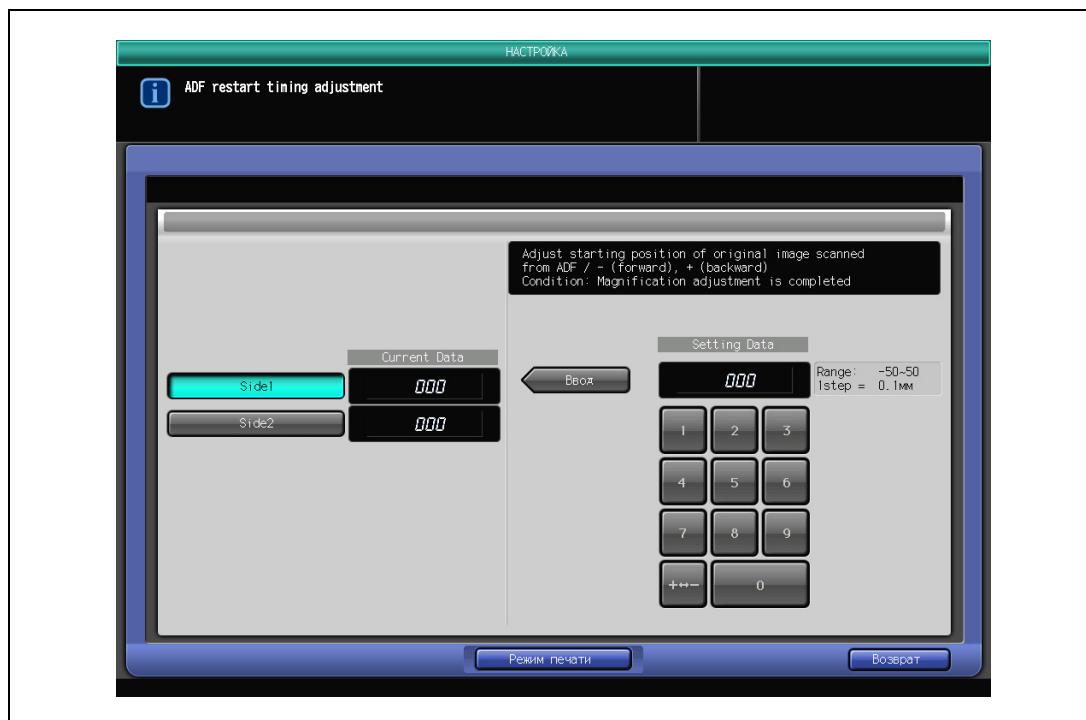 НАСТРОЙКА
ADF restart timing adjustment
Adjust starting position of original image scanned
from ADF / - (forward), + (backward)
Condition: Magnification adjustment is completed
Current Data
Setting Data
Side1
000
Ввод
000
Range: -50~50
1step = 0.1мм
Side2
000
1 2 3
4 5 6
7 8 9
+↔- 0
Режим печати
Возврат